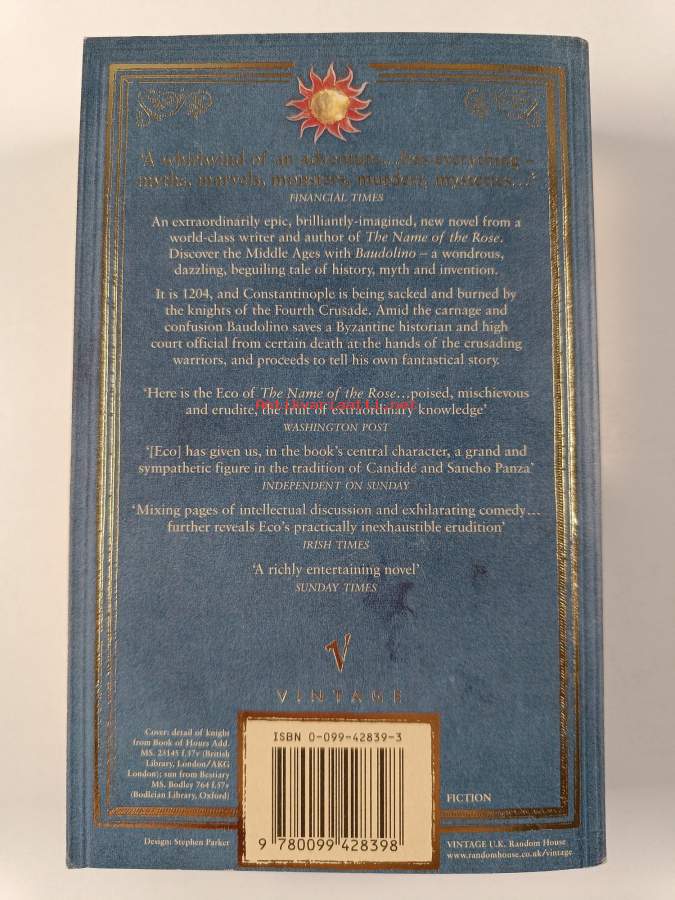 ‘A whirlwind of an adventure...has everything –
myths, marvels, monsters, murders, mysteries...’
FINANCIAL TIMES
An extraordinarily epic, brilliantly-imagined, new novel from a
world-class writer and author of The Name of the Rose.
Discover the Middle Ages with Baudolino – a wondrous,
dazzling, beguiling tale of history, myth and invention.
It is 1204, and Constantinople is being sacked and burned by
the knights of the Fourth Crusade. Amid the carnage and
confusion Baudolino saves a Byzantine historian and high
court official from certain death at the hands of the crusading
warriors, and proceeds to tell his own fantastical story.
‘Here is the Eco of The Name of the Rose...poised, mischievous
and erudite, the fruit of extraordinary knowledge’
Antikvariaatti.net
WASHINGTON POST
‘[Eco] has given us, in the book’s central character, a grand and
sympathetic figure in the tradition of Candide and Sancho Panza’
INDEPENDENT ON SUNDAY
‘Mixing pages of intellectual discussion and exhilarating comedy...
further reveals Eco’s practically inexhaustible erudition’
IRISH TIMES
‘A richly entertaining novel’
SUNDAY TIMES
V
VINTAGE
Cover: detail of knight
from Book of Hours Add.
MS. 23145 f.37v (British
Library, London/AKG
London); sun from Bestiary
MS. Bodley 764 f.57v
(Bodleian Library, Oxford)
Design: Stephen Parker
ISBN 0-099-42839-3
9 780099 428398
FICTION
VINTAGE U.K. Random House
www.randomhouse.co.uk/vintage